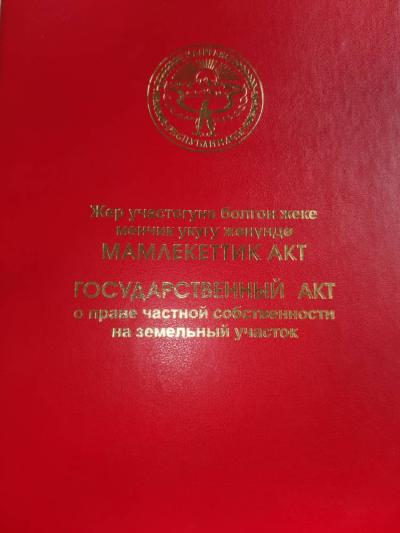 Жер участогуна болгон жеке
менчик укугу жөнүндө
МАМЛЕКЕТТИК АКТ
ГОСУДАРСТВЕННЫЙ АКТ
о праве частной собственности
на земельный участок